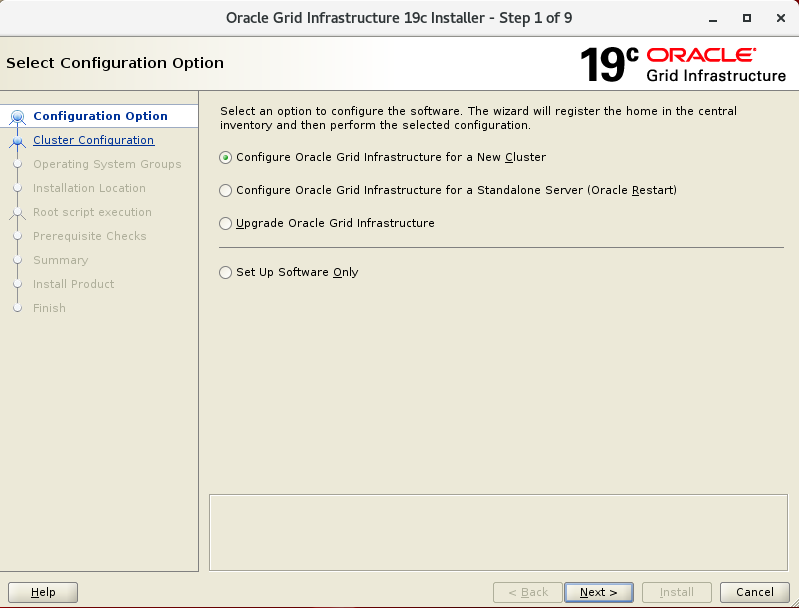 Oracle Grid Infrastructure 19c Installer - Step 1 of 9
Select Configuration Option
19c ORACLE
Grid Infrastructure
Configuration Option
Cluster Configuration
Operating System Groups
Installation Location
Root script execution
Prerequisite Checks
Summary
Install Product
Finish
Select an option to configure the software. The wizard will register the home in the central
inventory and then perform the selected configuration.
Configure Oracle Grid Infrastructure for a New Cluster
Configure Oracle Grid Infrastructure for a Standalone Server (Oracle Restart)
Upgrade Oracle Grid Infrastructure
Set Up Software Only
Help
< Back
Next >
Install
Cancel